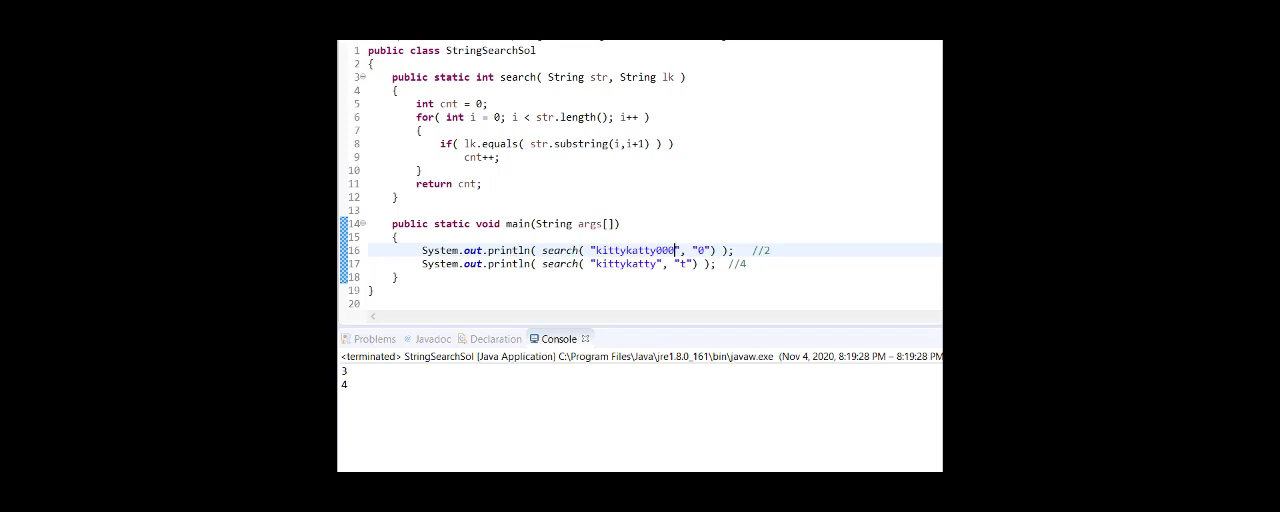 1 public class StringSearchSol
2 {
3 public static int search( String str, String lk )
4 {
5 int cnt = 0;
6 for( int i = 0; i < str.length(); i++ )
7 {
8 if( lk.equals( str.substring(i,i+1) ) )
9 cnt++;
10 }
11 return cnt;
12 }
13
14 public static void main(String args[])
15 {
16 System.out.println( search( "kittykatty000", "0") ); //2
17 System.out.println( search( "kittykatty", "t") ); //4
18 }
19 }
20
Problems Javadoc Declaration Console
<terminated> StringSearchSol [Java Application] C:\Program Files\Java\jre1.8.0_161\bin\javaw.exe (Nov 4, 2020, 8:19:28 PM – 8:19:28 PM
3
4